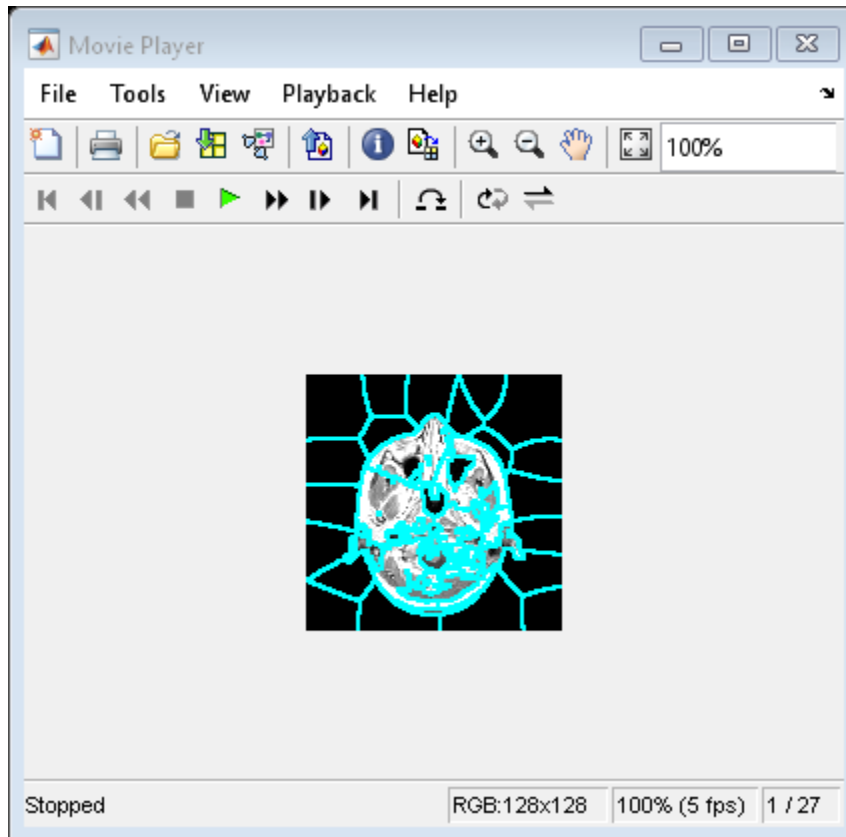 Movie Player
File Tools View Playback Help
100%
Stopped RGB:128x128 100% (5 fps) 1 / 27